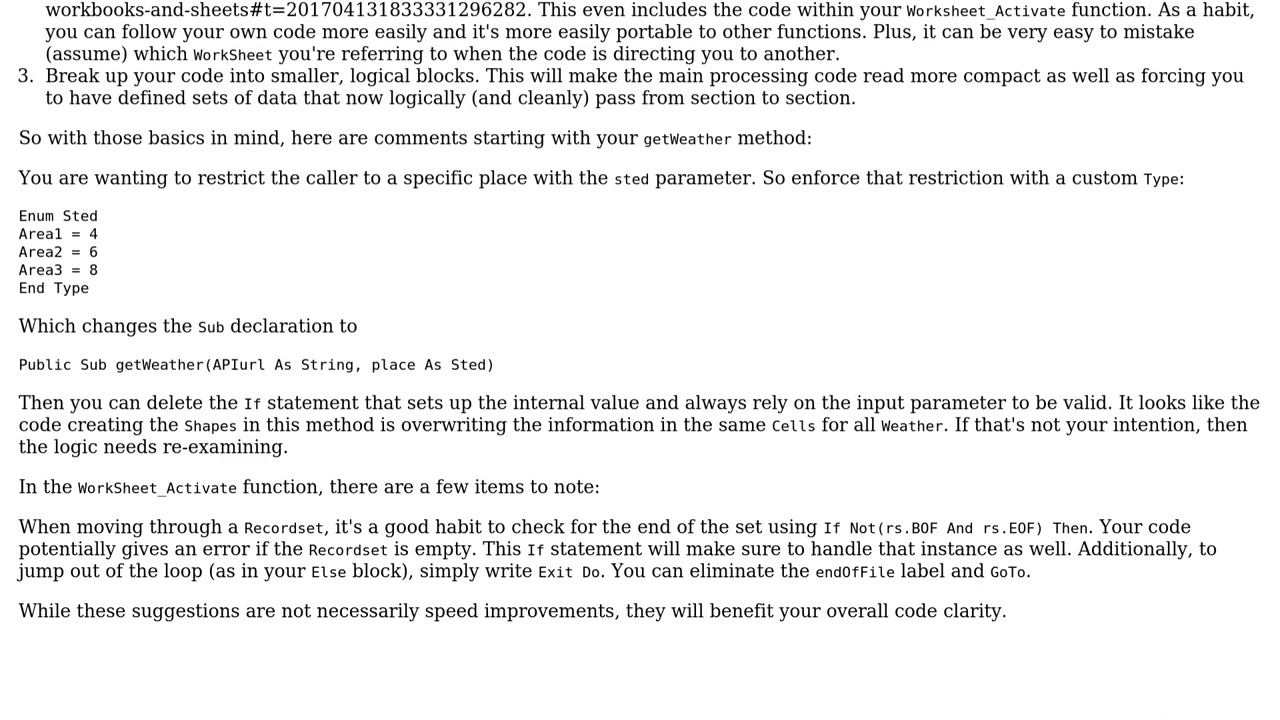 workbooks-and-sheets#t=201704131833331296282. This even includes the code within your Worksheet_Activate function. As a habit,
you can follow your own code more easily and it's more easily portable to other functions. Plus, it can be very easy to mistake
(assume) which WorkSheet you're referring to when the code is directing you to another.
3. Break up your code into smaller, logical blocks. This will make the main processing code read more compact as well as forcing you
to have defined sets of data that now logically (and cleanly) pass from section to section.
So with those basics in mind, here are comments starting with your getWeather method:
You are wanting to restrict the caller to a specific place with the sted parameter. So enforce that restriction with a custom Type:
Enum Sted
Area1 = 4
Area2 = 6
Area3 = 8
End Type
Which changes the Sub declaration to
Public Sub getWeather(APIurl As String, place As Sted)
Then you can delete the If statement that sets up the internal value and always rely on the input parameter to be valid. It looks like the
code creating the Shapes in this method is overwriting the information in the same Cells for all Weather. If that's not your intention, then
the logic needs re-examining.
In the WorkSheet_Activate function, there are a few items to note:
When moving through a Recordset, it's a good habit to check for the end of the set using If Not(rs.BOF And rs.EOF) Then. Your code
potentially gives an error if the Recordset is empty. This If statement will make sure to handle that instance as well. Additionally, to
jump out of the loop (as in your Else block), simply write Exit Do. You can eliminate the endOfFile label and GoTo.
While these suggestions are not necessarily speed improvements, they will benefit your overall code clarity.